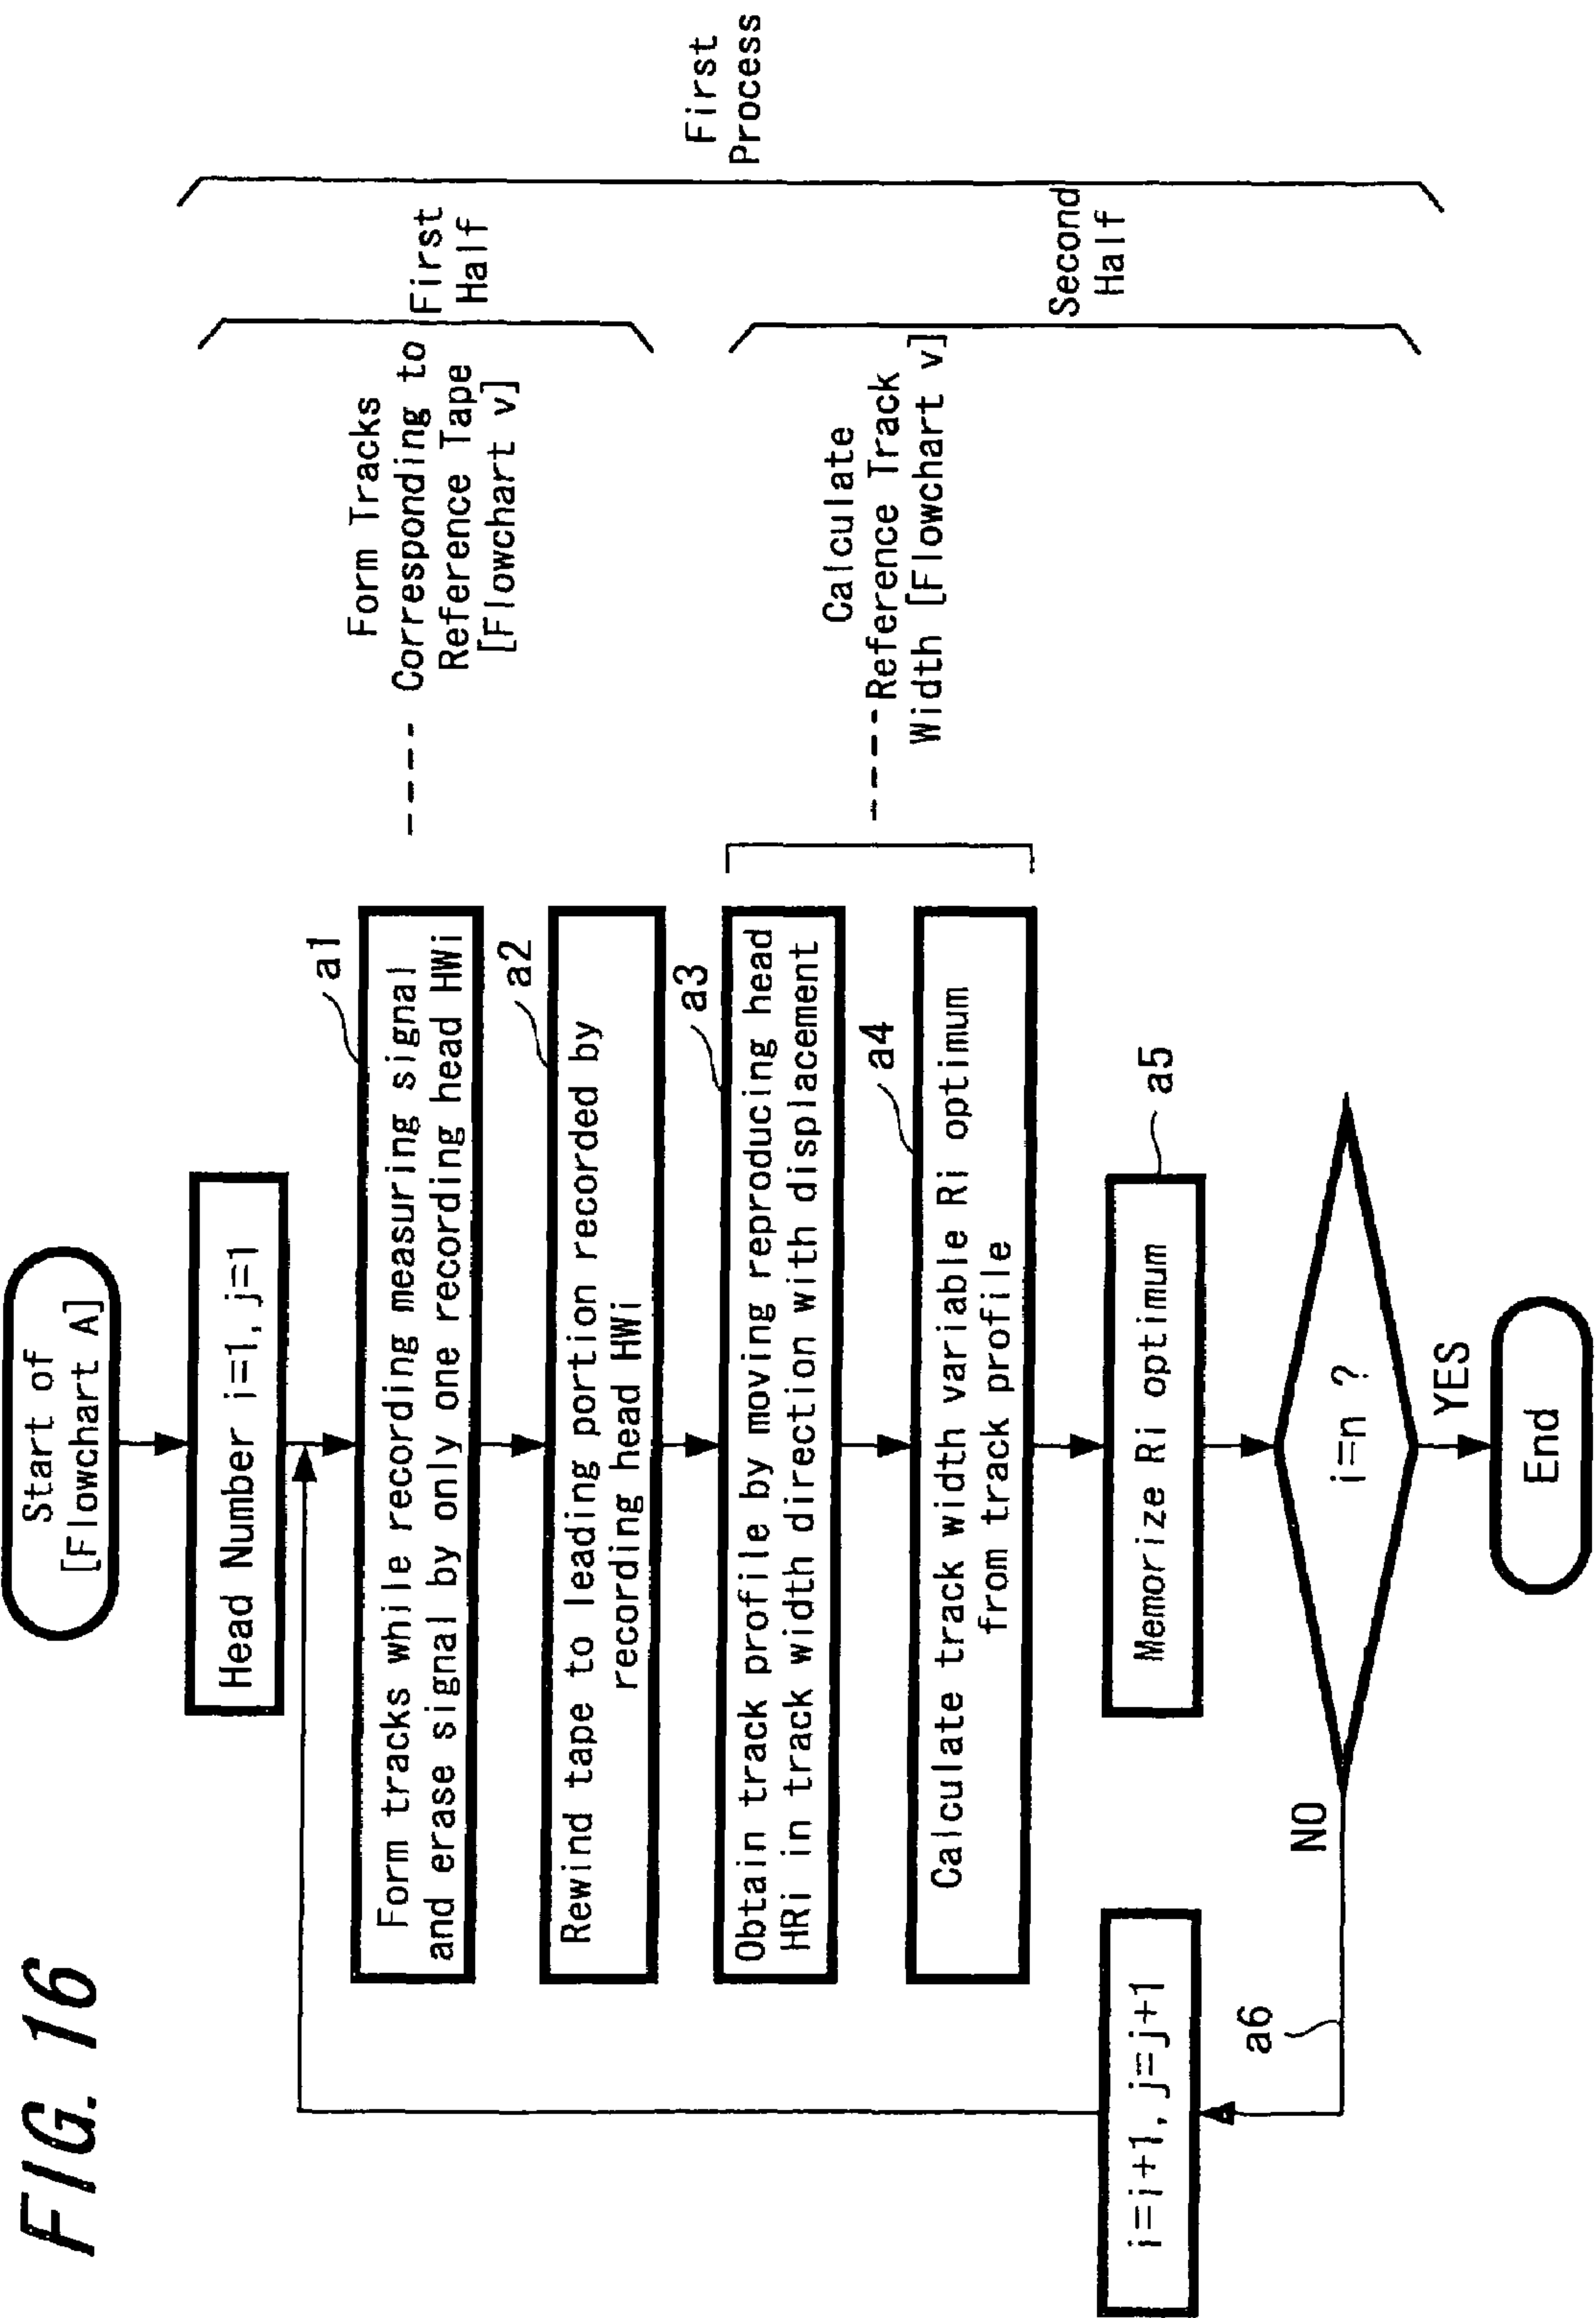 FIG. 16
Start of
[Flowchart A]
Head Number i=1, j=1
a1
Form tracks while recording measuring signal
and erase signal by only one recording head HWi
a2
Rewind tape to leading portion recorded by
recording head HWi
a3
Obtain track profile by moving reproducing head
HRi in track width direction with displacement
a4
Calculate track width variable Ri optimum
from track profile
a5
Memorize Ri optimum
i=n ?
YES
End
NO
a6
i=i+1, j=j+1
Form Tracks
Corresponding to
Reference Tape
[Flowchart v]
Calculate
Reference Track
Width [Flowchart v]
First
Half
Second
Half
First
Process